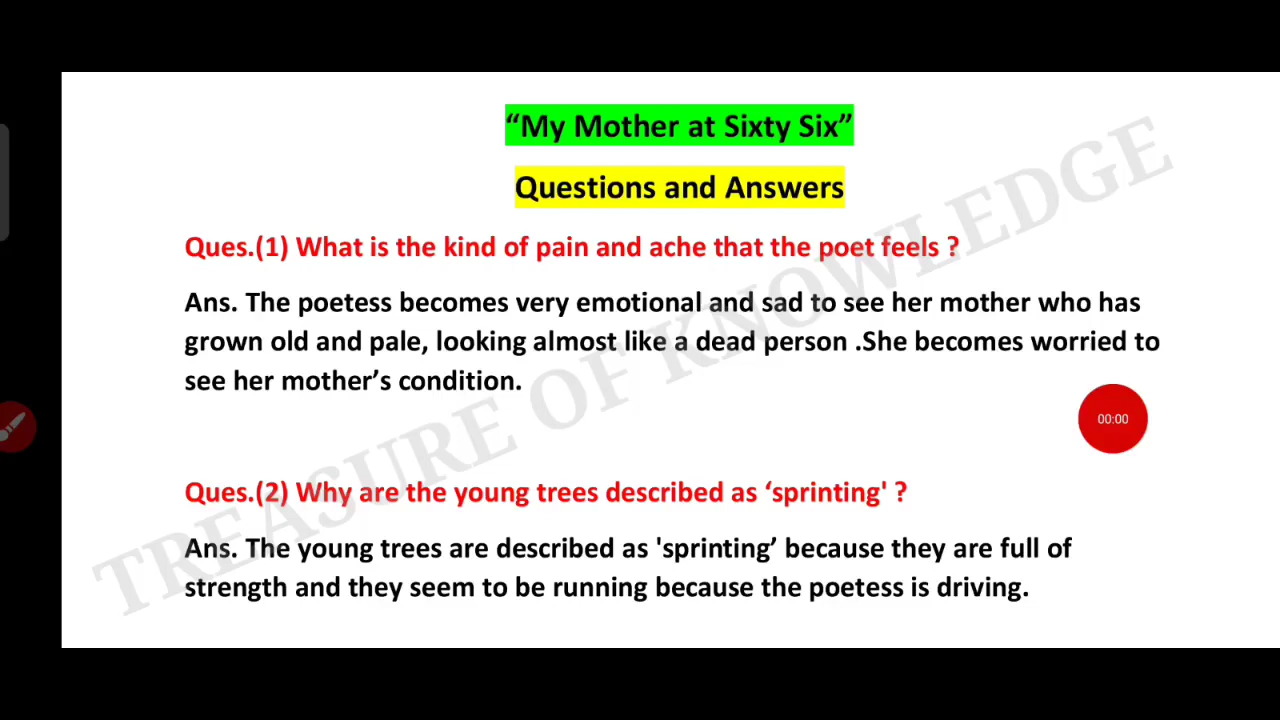 “My Mother at Sixty Six”
Questions and Answers
Ques.(1) What is the kind of pain and ache that the poet feels ?
Ans. The poetess becomes very emotional and sad to see her mother who has
grown old and pale, looking almost like a dead person .She becomes worried to
see her mother’s condition.
00:00
Ques.(2) Why are the young trees described as ‘sprinting' ?
Ans. The young trees are described as 'sprinting’ because they are full of
strength and they seem to be running because the poetess is driving.
TREASURE OF KNOWLEDGE